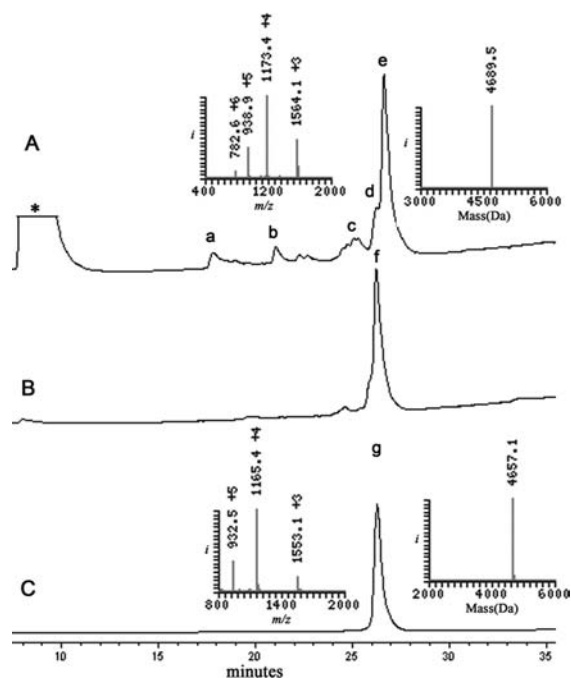 A
782.6 +6
938.9 +5
1173.4 +4
1564.1 +3
i
400 1200 2000
m/z
e
4689.5
i
3000 4500 6000
Mass(Da)
*
a
b
c
d
f
B
g
932.5 +5
1165.4 +4
1553.1 +3
i
800 1400 2000
m/z
4657.1
i
2000 4000 6000
Mass(Da)
C
10 15 20 25 30 35
minutes